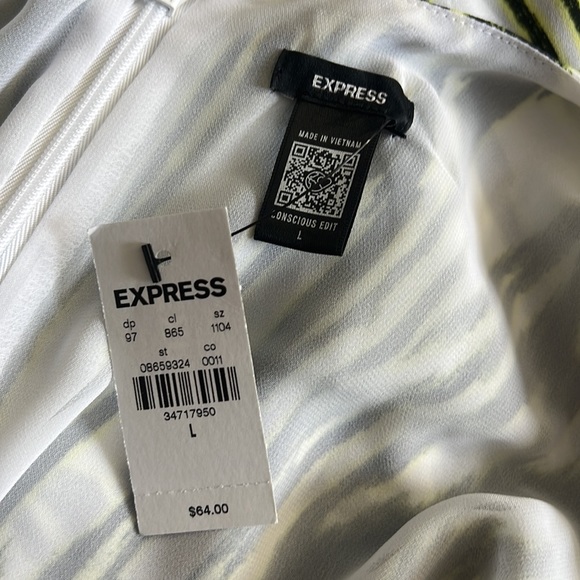 EXPRESS
MADE IN VIETNAM
CONSCIOUS EDIT
L
EXPRESS
dp cl sz
97 865 1104
st co
08659324 0011
34717950
L
$64.00